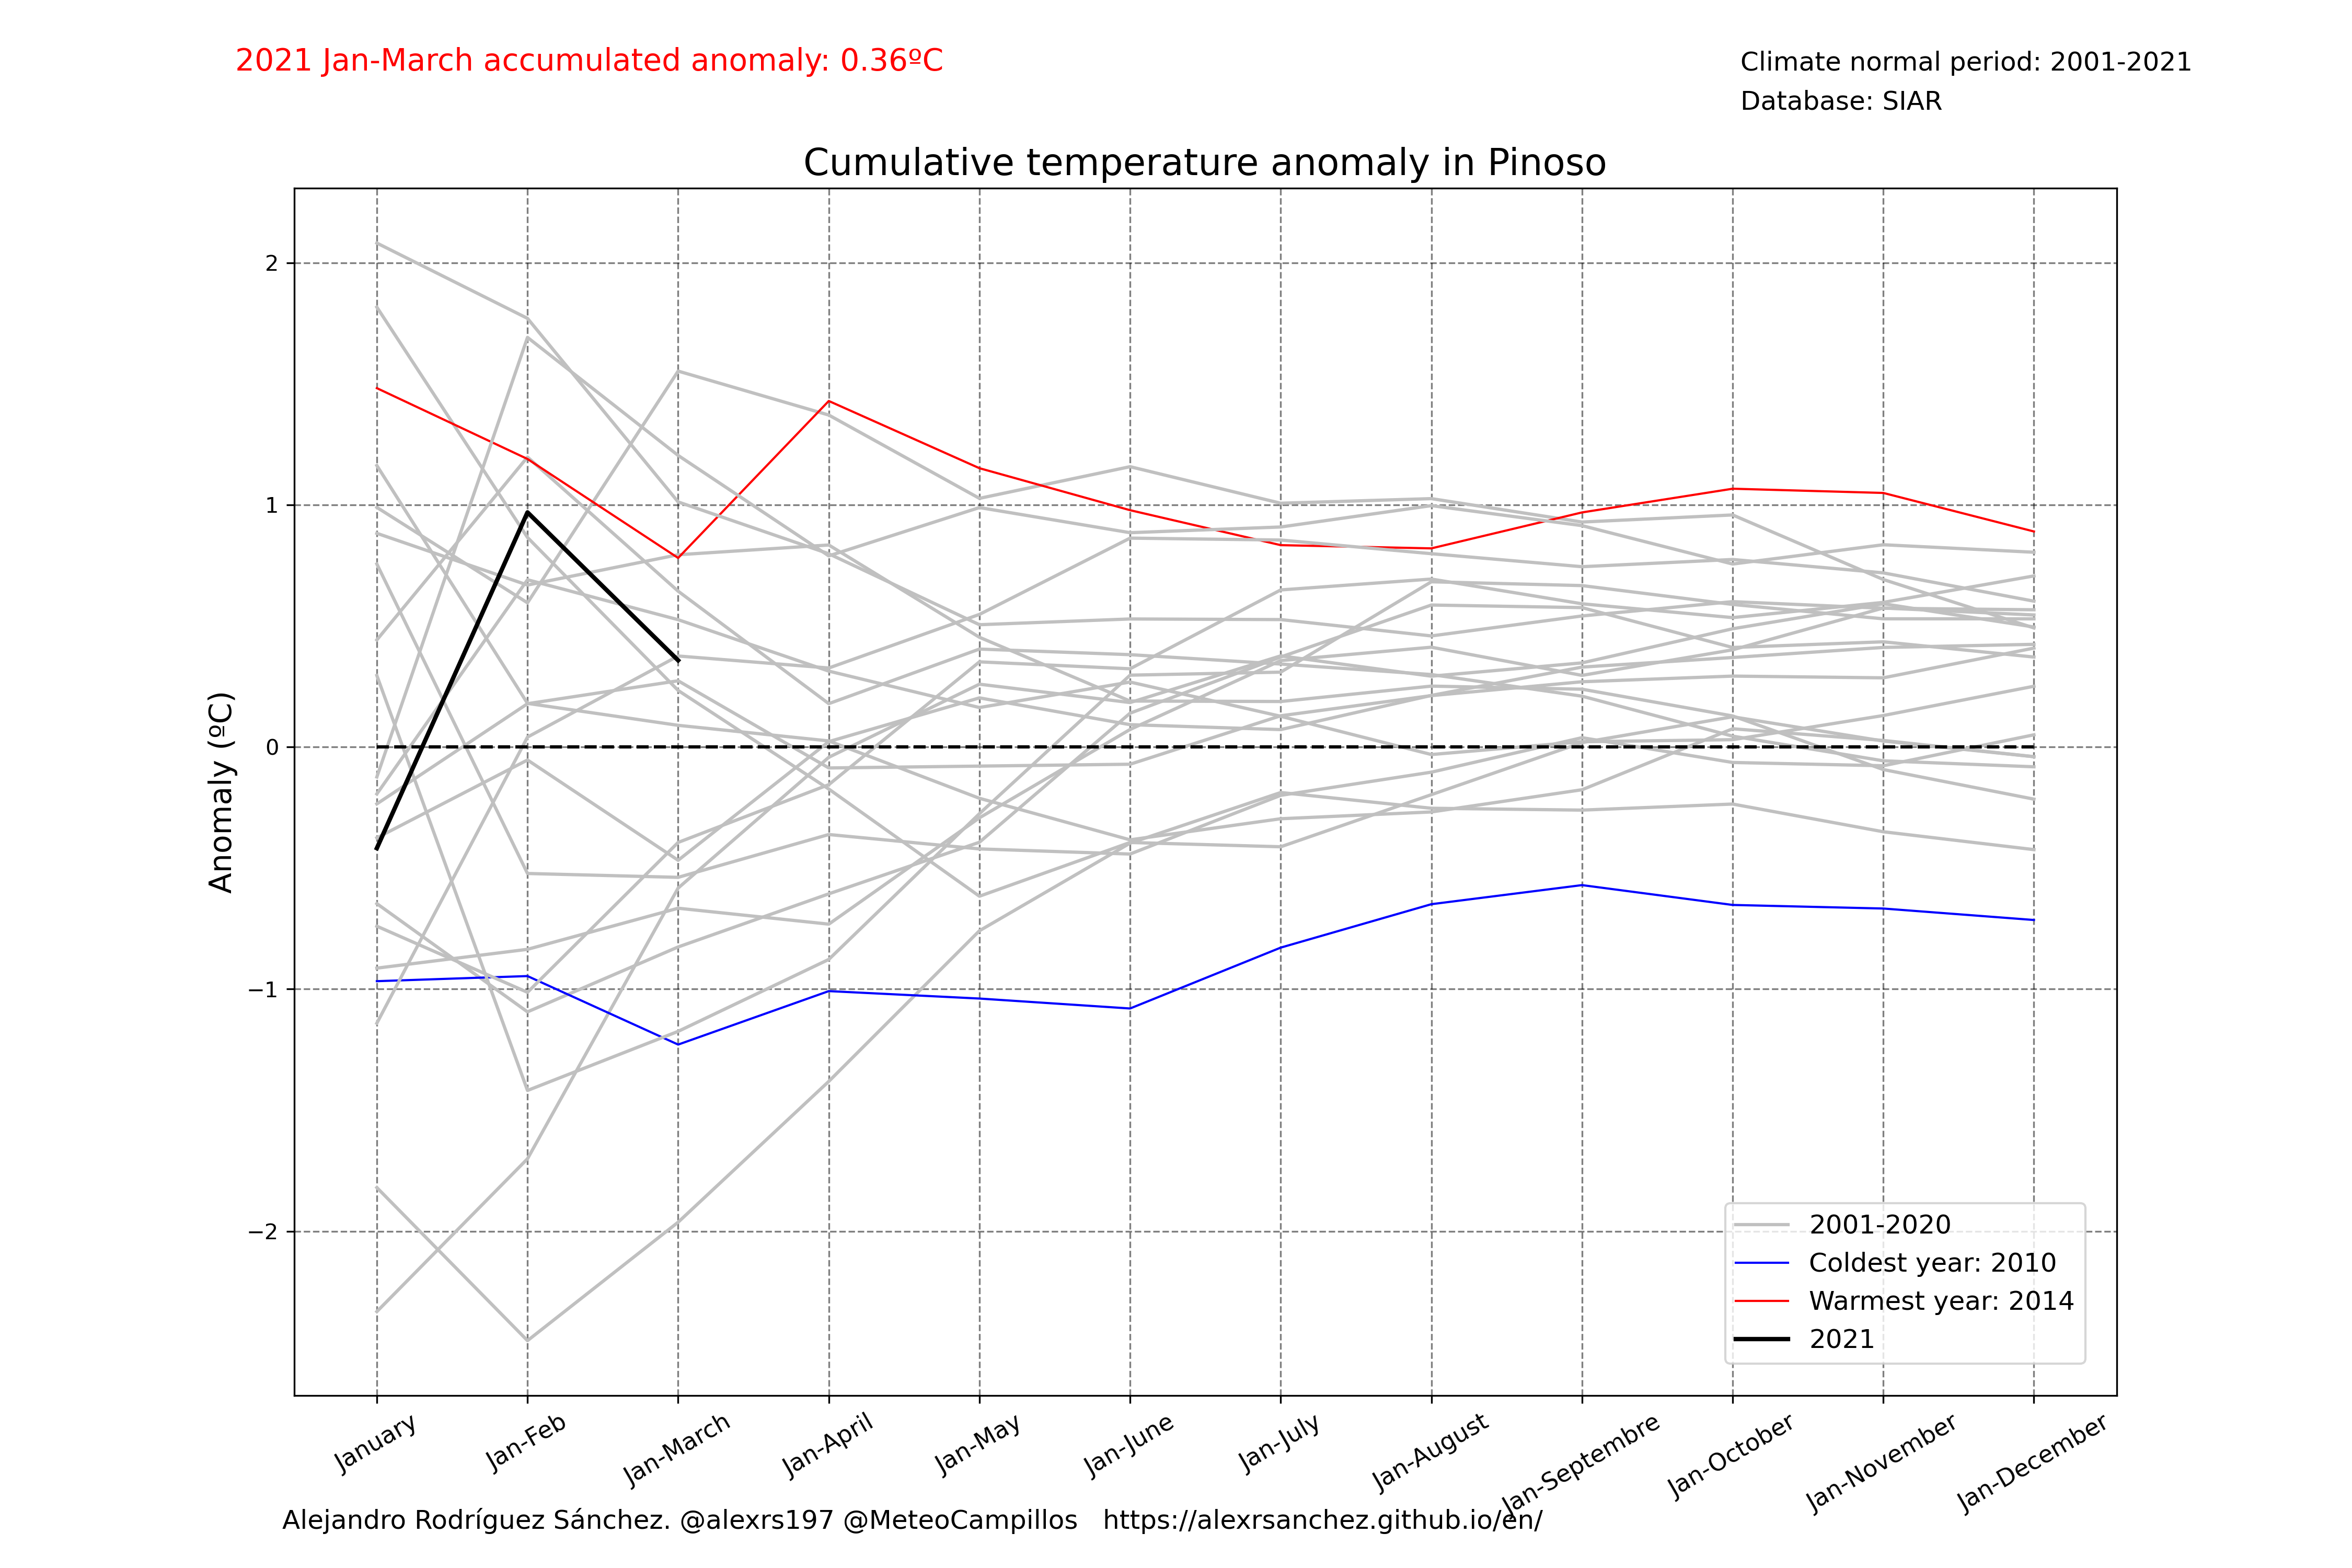 2021 Jan-March accumulated anomaly: 0.36ºC
Climate normal period: 2001-2021
Database: SIAR
Cumulative temperature anomaly in Pinoso
Anomaly (ºC)
2
1
0
−1
−2
2001-2020
Coldest year: 2010
Warmest year: 2014
2021
January
Jan-Feb
Jan-March
Jan-April
Jan-May
Jan-June
Jan-July
Jan-August
Jan-Septembre
Jan-October
Jan-November
Jan-December
Alejandro Rodríguez Sánchez. @alexrs197 @MeteoCampillos https://alexrsanchez.github.io/en/